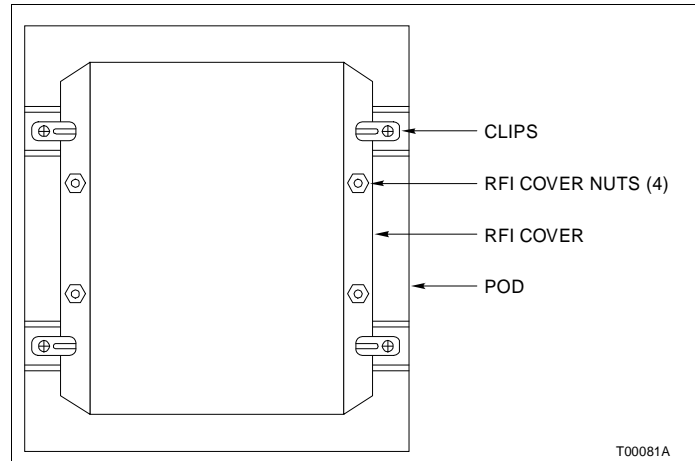 CLIPS
RFI COVER NUTS (4)
RFI COVER
POD
T00081A